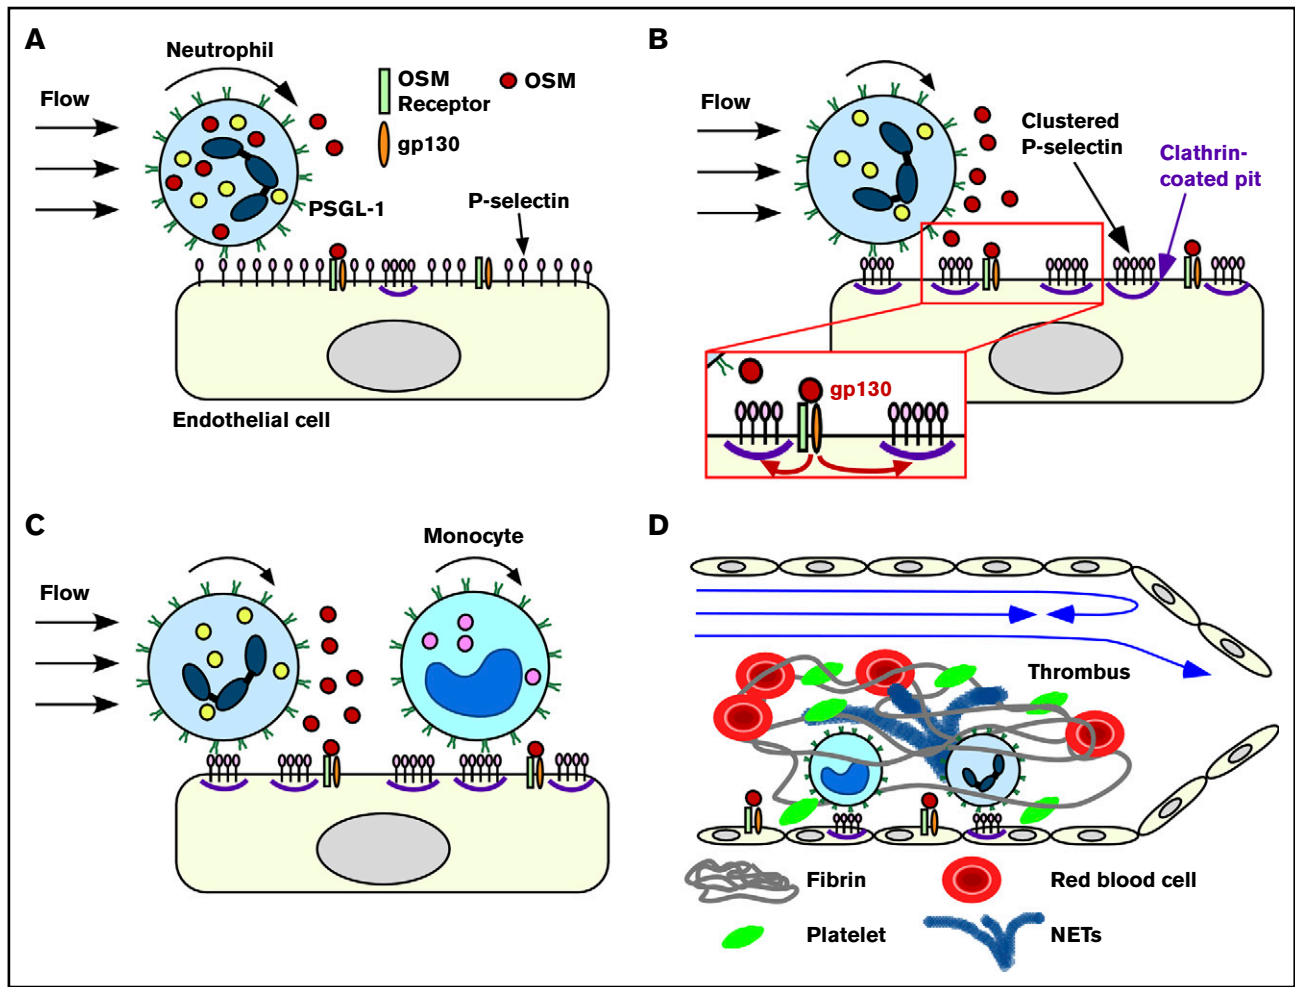 A
Neutrophil
Flow
OSM
Receptor
OSM
gp130
PSGL-1
P-selectin
Endothelial cell
B
Flow
Clustered
P-selectin
Clathrin-
coated pit
gp130
C
Flow
Monocyte
D
Thrombus
Fibrin
Red blood cell
Platelet
NETs